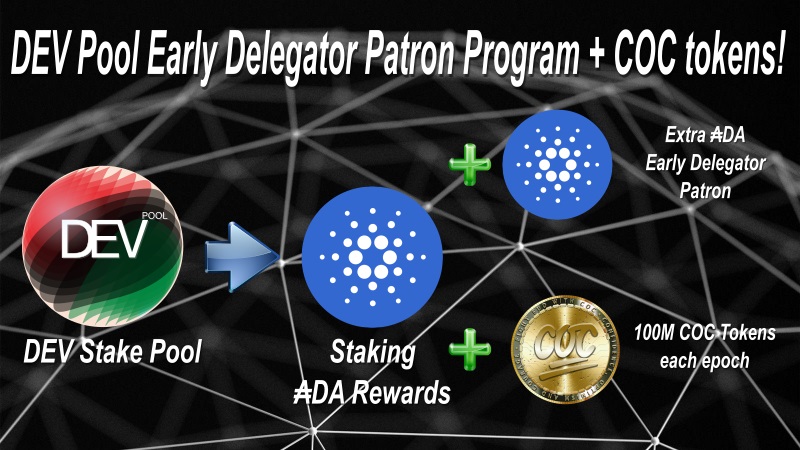 DEV Pool Early Delegator Patron Program + COC tokens!
Extra ₳DA
Early Delegator
Patron
DEV
POOL
DEV Stake Pool
Staking
₳DA Rewards
COC
100M COC Tokens
each epoch